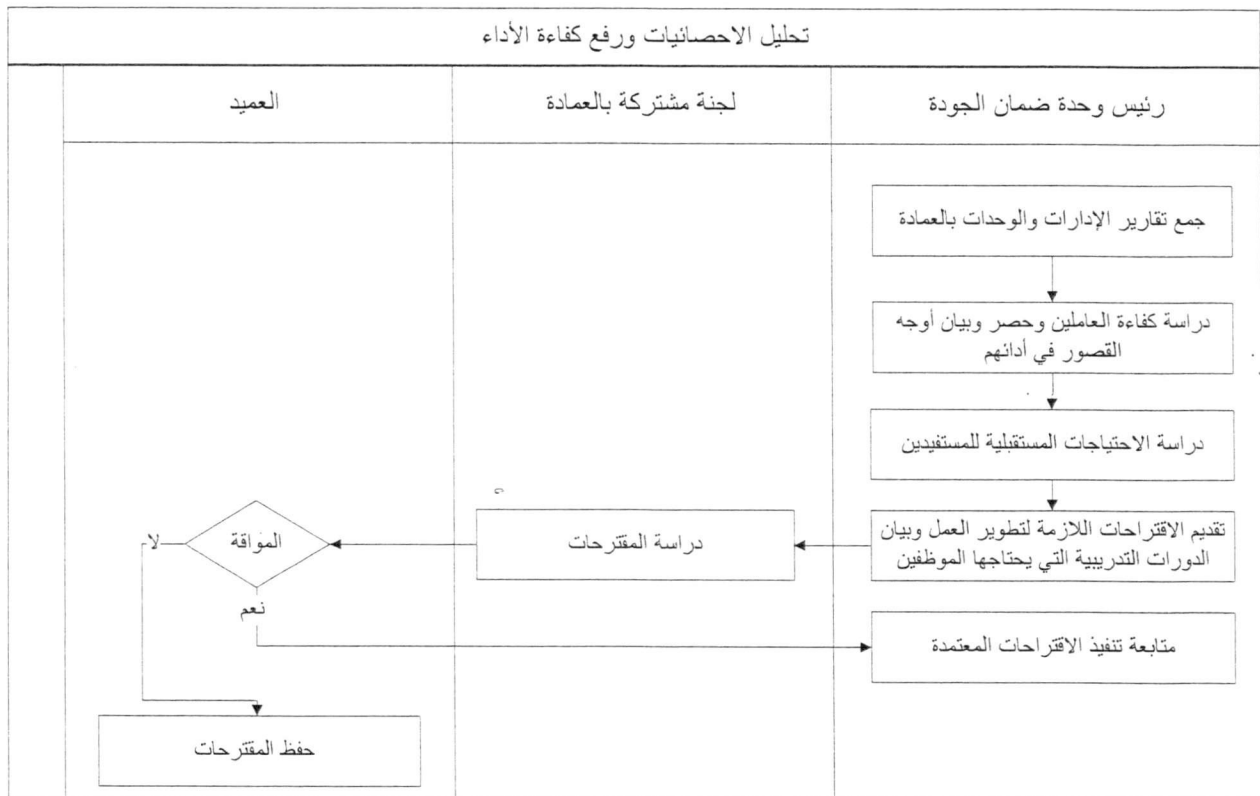 تحليل الاحصائيات ورفع كفاءة الأداء
رئيس وحدة ضمان الجودة
لجنة مشتركة بالعمادة
العميد
جمع تقارير الإدارات والوحدات بالعمادة
دراسة كفاءة العاملين وحصر وبيان أوجه
القصور في أدائهم
دراسة الاحتياجات المستقبلية للمستفيدين
تقديم الاقتراحات اللازمة لتطوير العمل وبيان
الدورات التدريبية التي يحتاجها الموظفين
دراسة المقترحات
المواقة
لا
نعم
متابعة تنفيذ الاقتراحات المعتمدة
حفظ المقترحات